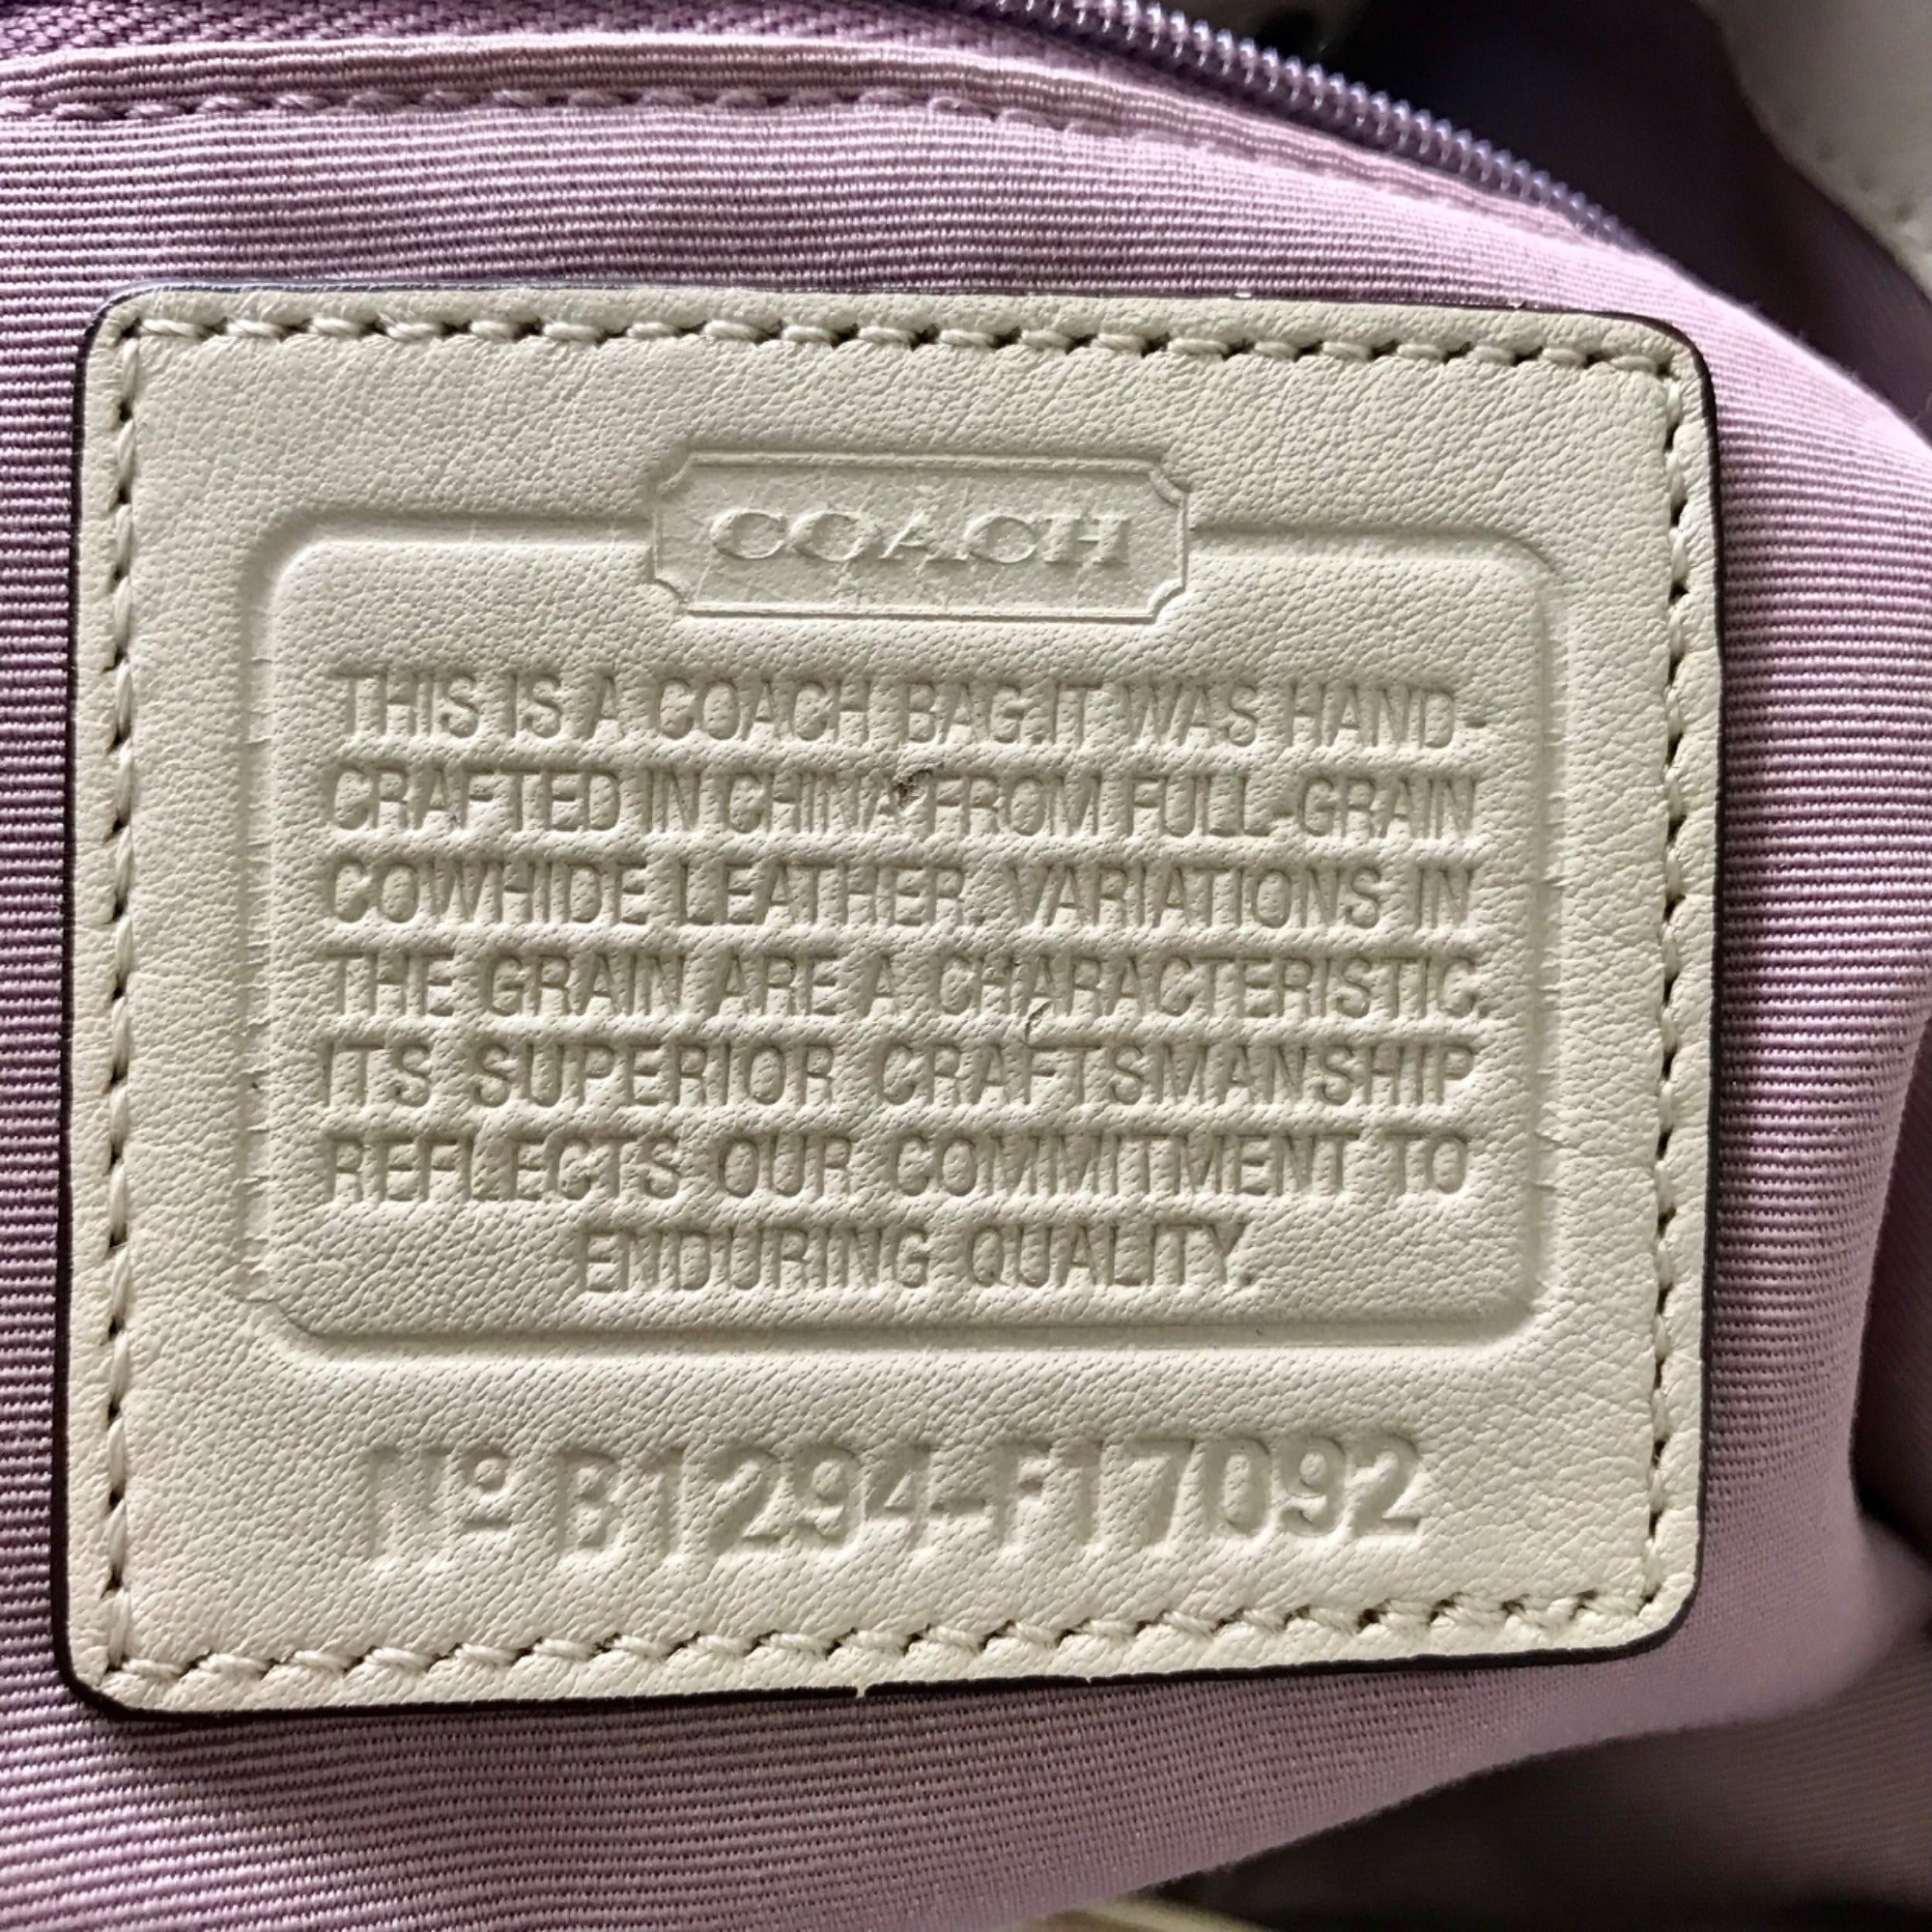 COACH
THIS IS A COACH BAG.IT WAS HAND-
CRAFTED IN CHINA FROM FULL-GRAIN
COWHIDE LEATHER. VARIATIONS IN
THE GRAIN ARE A CHARACTERISTIC.
ITS SUPERIOR CRAFTSMANSHIP
REFLECTS OUR COMMITMENT TO
ENDURING QUALITY.
Nº B1294-F17092